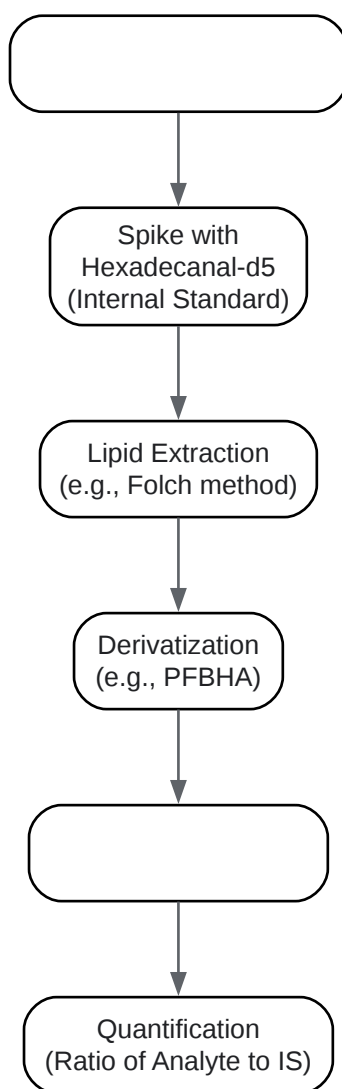 Spike with
Hexadecanal-d5
(Internal Standard)
Lipid Extraction
(e.g., Folch method)
Derivatization
(e.g., PFBHA)
Quantification
(Ratio of Analyte to IS)